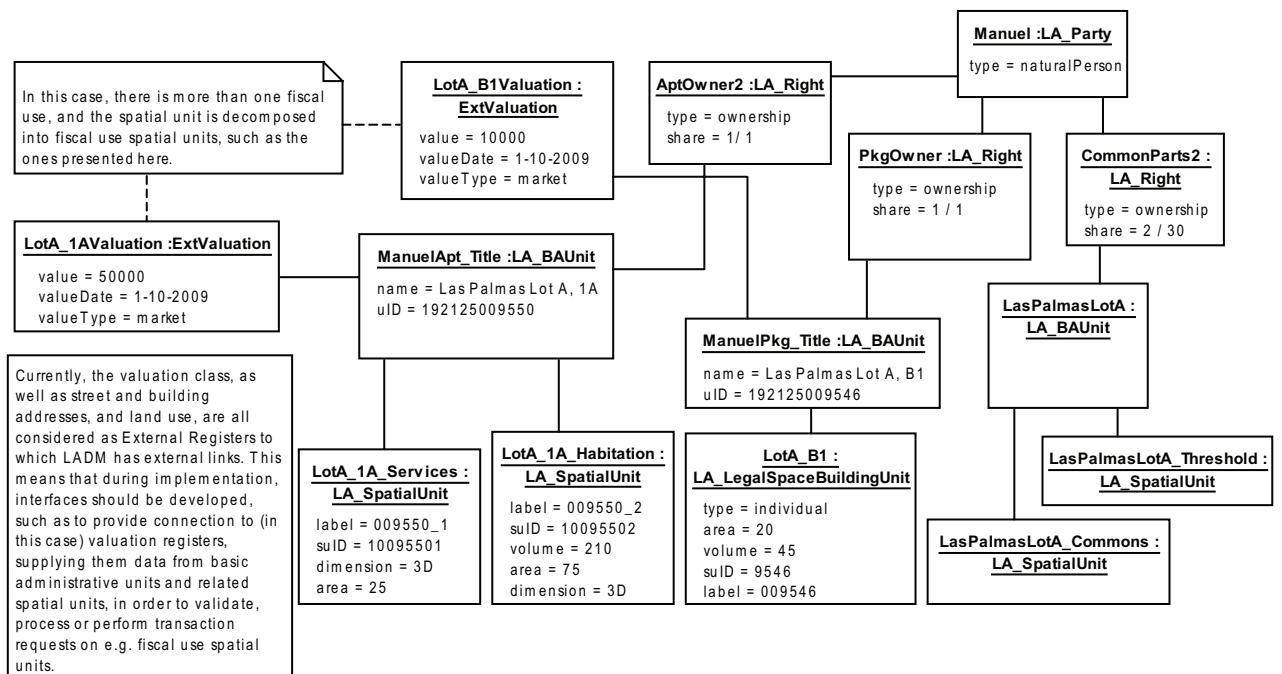 Manuel :LA_Party
type = naturalPerson
In this case, there is more than one fiscal
use, and the spatial unit is decomposed
into fiscal use spatial units, such as the
ones presented here.
LotA_B1Valuation :
ExtValuation
value = 10000
valueDate = 1-10-2009
valueType = market
AptOwner2 :LA_Right
type = ownership
share = 1/ 1
PkgOwner :LA_Right
type = ownership
share = 1 / 1
CommonParts2 :
LA_Right
type = ownership
share = 2 / 30
LotA_1AValuation :ExtValuation
value = 50000
valueDate = 1-10-2009
valueType = market
ManuelApt_Title :LA_BAUnit
name = Las Palmas Lot A, 1A
uID = 192125009550
ManuelPkg_Title :LA_BAUnit
name = Las Palmas Lot A, B1
uID = 192125009546
LasPalmasLotA :
LA_BAUnit
Currently, the valuation class, as
well as street and building
addresses, and land use, are all
considered as External Registers to
which LADM has external links. This
means that during implementation,
interfaces should be developed,
such as to provide connection to (in
this case) valuation registers,
supplying them data from basic
administrative units and related
spatial units, in order to validate,
process or perform transaction
requests on e.g. fiscal use spatial
units.
LotA_1A_Services :
LA_SpatialUnit
label = 009550_1
suID = 10095501
dimension = 3D
area = 25
LotA_1A_Habitation :
LA_SpatialUnit
label = 009550_2
suID = 10095502
volume = 210
area = 75
dimension = 3D
LotA_B1 :
LA_LegalSpaceBuildingUnit
type = individual
area = 20
volume = 45
suID = 9546
label = 009546
LasPalmasLotA_Threshold :
LA_SpatialUnit
LasPalmasLotA_Commons :
LA_SpatialUnit